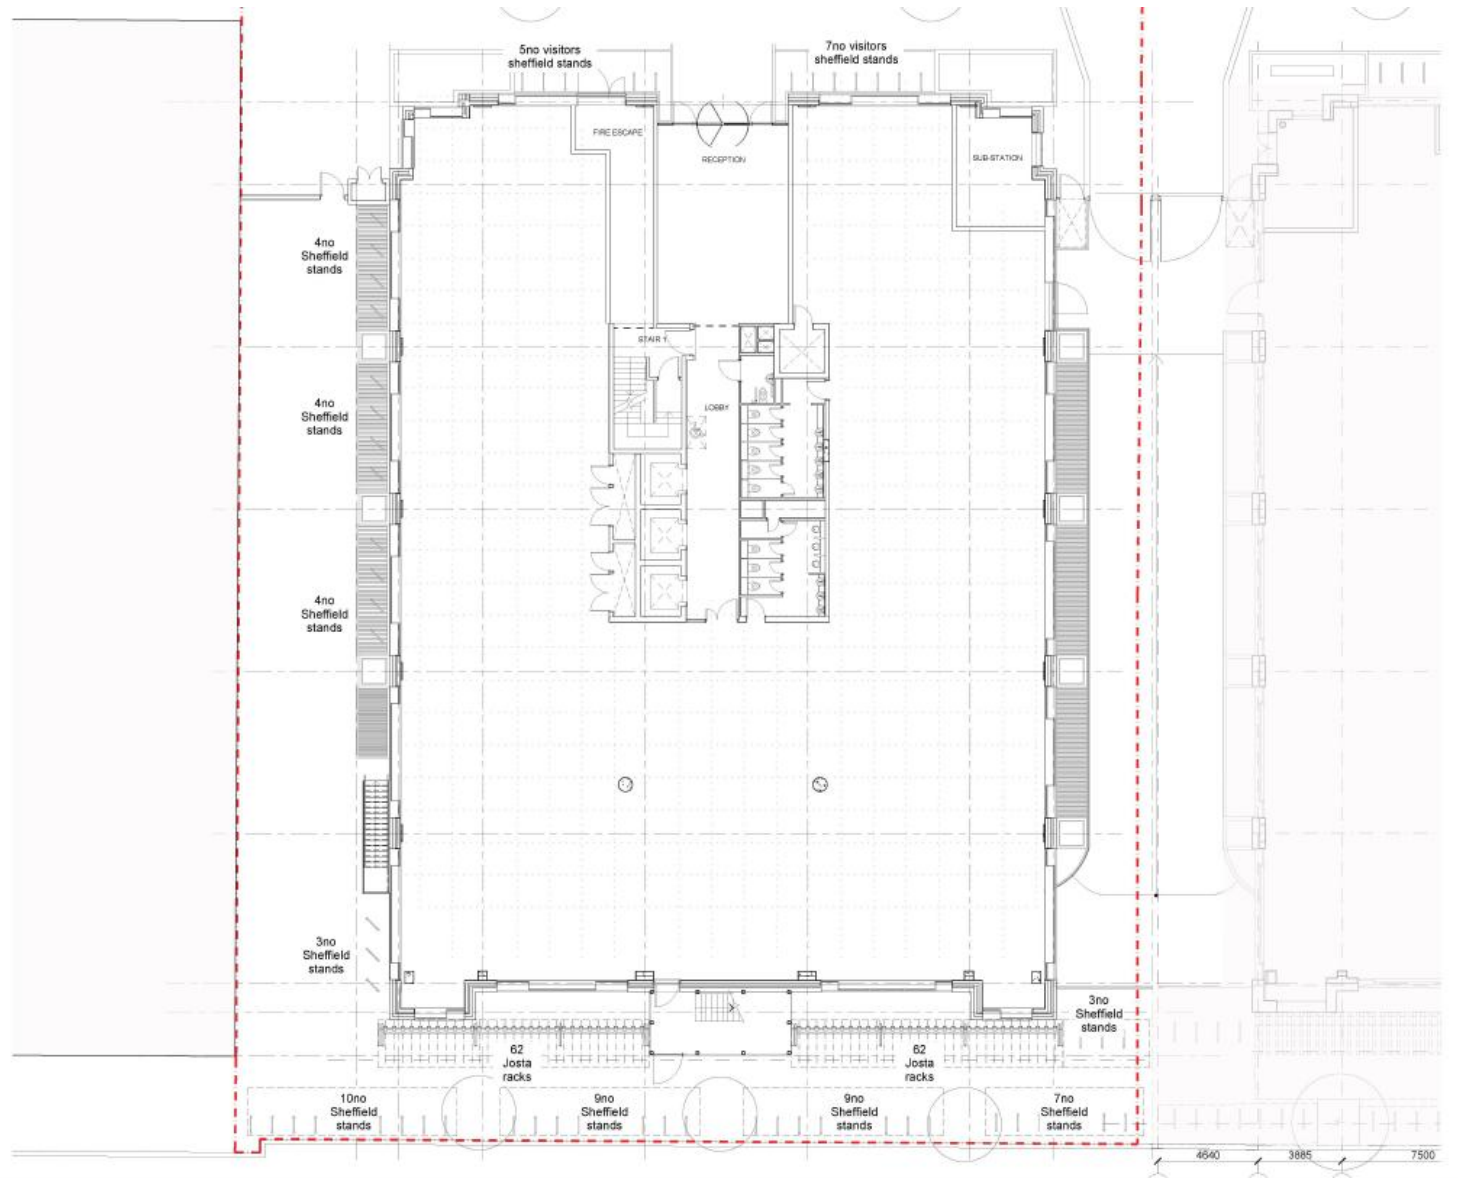 5no visitors
sheffield stands
7no visitors
sheffield stands
FIRE ESCAPE
RECEPTION
SUB-STATION
4no
Sheffield
stands
STAIR 1
LOBBY
4no
Sheffield
stands
4no
Sheffield
stands
3no
Sheffield
stands
3no
Sheffield
stands
62
Josta
racks
62
Josta
racks
10no
Sheffield
stands
9no
Sheffield
stands
9no
Sheffield
stands
7no
Sheffield
stands
4640
3885
7500